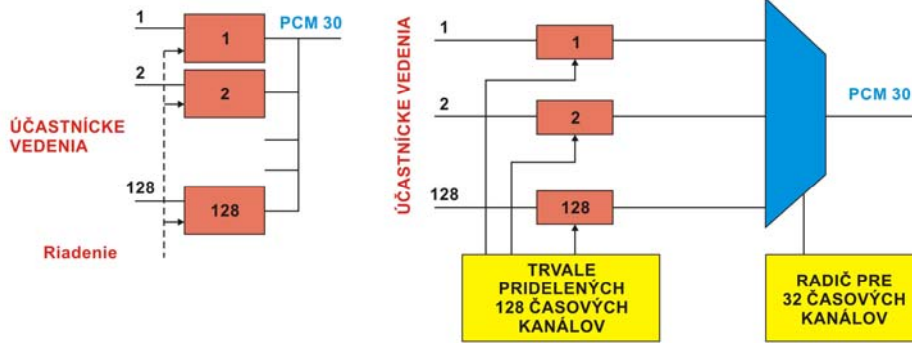 1
PCM 30
1
2
2
ÚČASTNÍCKE
VEDENIA
128
128
Riadenie
ÚČASTNÍCKE VEDENIA
1
1
2
2
128
128
PCM 30
TRVALE
PRIDELENÝCH
128 ČASOVÝCH
KANÁLOV
RADIČ PRE
32 ČASOVÝCH
KANÁLOV